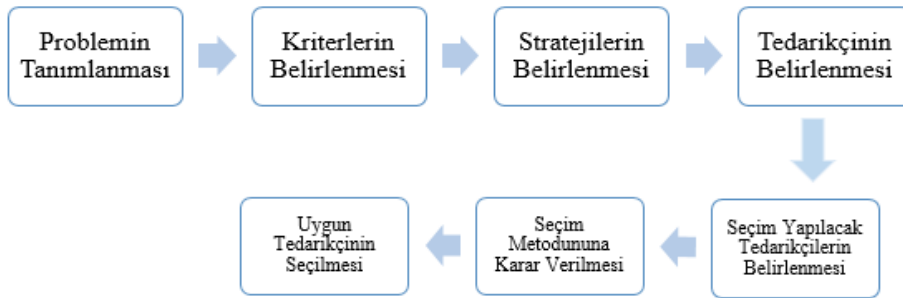 Problemin
Tanımlanması
Kriterlerin
Belirlenmesi
Stratejilerin
Belirlenmesi
Tedarikçinin
Belirlenmesi
Seçim Yapılacak
Tedarikçilerin
Belirlenmesi
Seçim
Metodununa
Karar Verilmesi
Uygun
Tedarikçinin
Seçilmesi